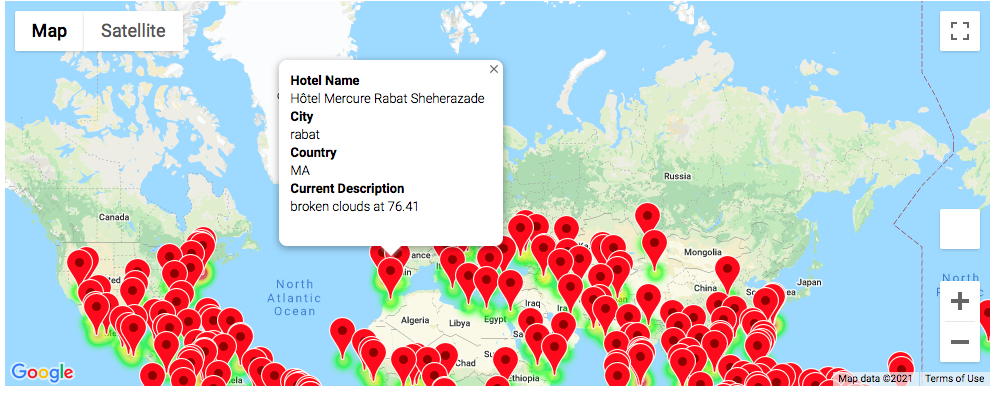 Map
Satellite
×
Hotel Name
Hôtel Mercure Rabat Sheherazade
City
rabat
Country
MA
Current Description
broken clouds at 76.41
Canada
Russia
Mongolia
China
Japan
North
Atlantic
Ocean
North
Iraq
Algeria
Libya
Egypt
Chad
Ethiopia
Google
Map data ©2021
Terms of Use